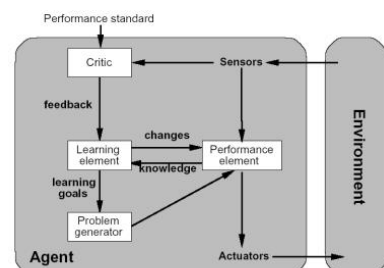 Performance standard
Critic
Sensors
feedback
changes
Learning
element
Performance
element
knowledge
learning
goals
Problem
generator
Agent
Actuators
Environment